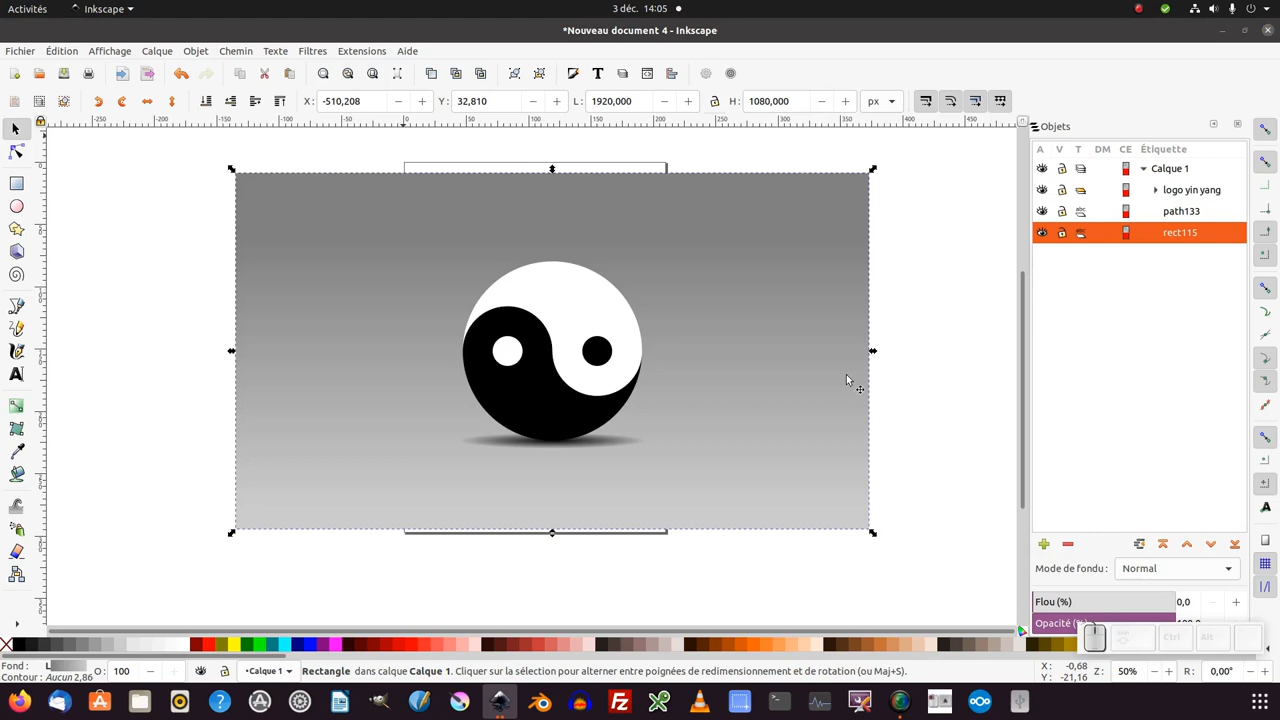 Activités
Inkscape
3 déc. 14:05
*Nouveau document 4 - Inkscape
Fichier Édition Affichage Calque Objet Chemin Texte Filtres Extensions Aide
X: -510,208 Y: 32,810 L: 1920,000 H: 1080,000 px
Objets
A V T DM CE Étiquette
Calque 1
logo yin yang
path133
rect115
Mode de fondu : Normal
Flou (%) 0,0
Opacité (%)
Ctrl Alt
Fond :
Contour : Aucun 2,86
O: 100
•Calque 1
Rectangle dans calque Calque 1. Cliquer sur la sélection pour alterner entre poignées de redimensionnement et de rotation (ou Maj+S).
X: -0,68
Y: -21,16
Z: 50%
R: 0,00°